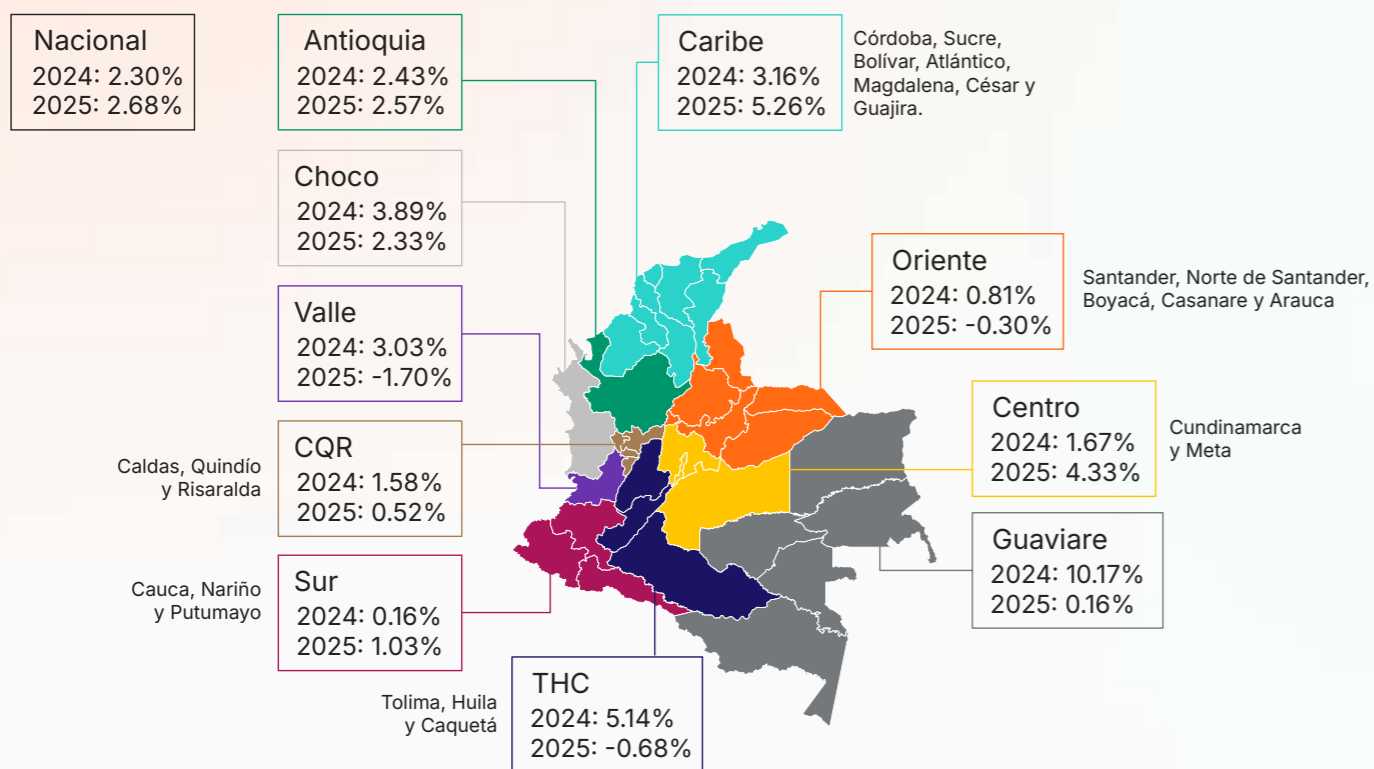 Nacional
2024: 2.30%
2025: 2.68%
Antioquia
2024: 2.43%
2025: 2.57%
Caribe
2024: 3.16%
2025: 5.26%
Córdoba, Sucre,
Bolívar, Atlántico,
Magdalena, César y
Guajira.
Choco
2024: 3.89%
2025: 2.33%
Valle
2024: 3.03%
2025: -1.70%
Oriente
2024: 0.81%
2025: -0.30%
Santander, Norte de Santander,
Boyacá, Casanare y Arauca
Caldas, Quindío
y Risaralda
CQR
2024: 1.58%
2025: 0.52%
Centro
2024: 1.67%
2025: 4.33%
Cundinamarca
y Meta
Cauca, Nariño
y Putumayo
Sur
2024: 0.16%
2025: 1.03%
Guaviare
2024: 10.17%
2025: 0.16%
Tolima, Huila
y Caquetá
THC
2024: 5.14%
2025: -0.68%